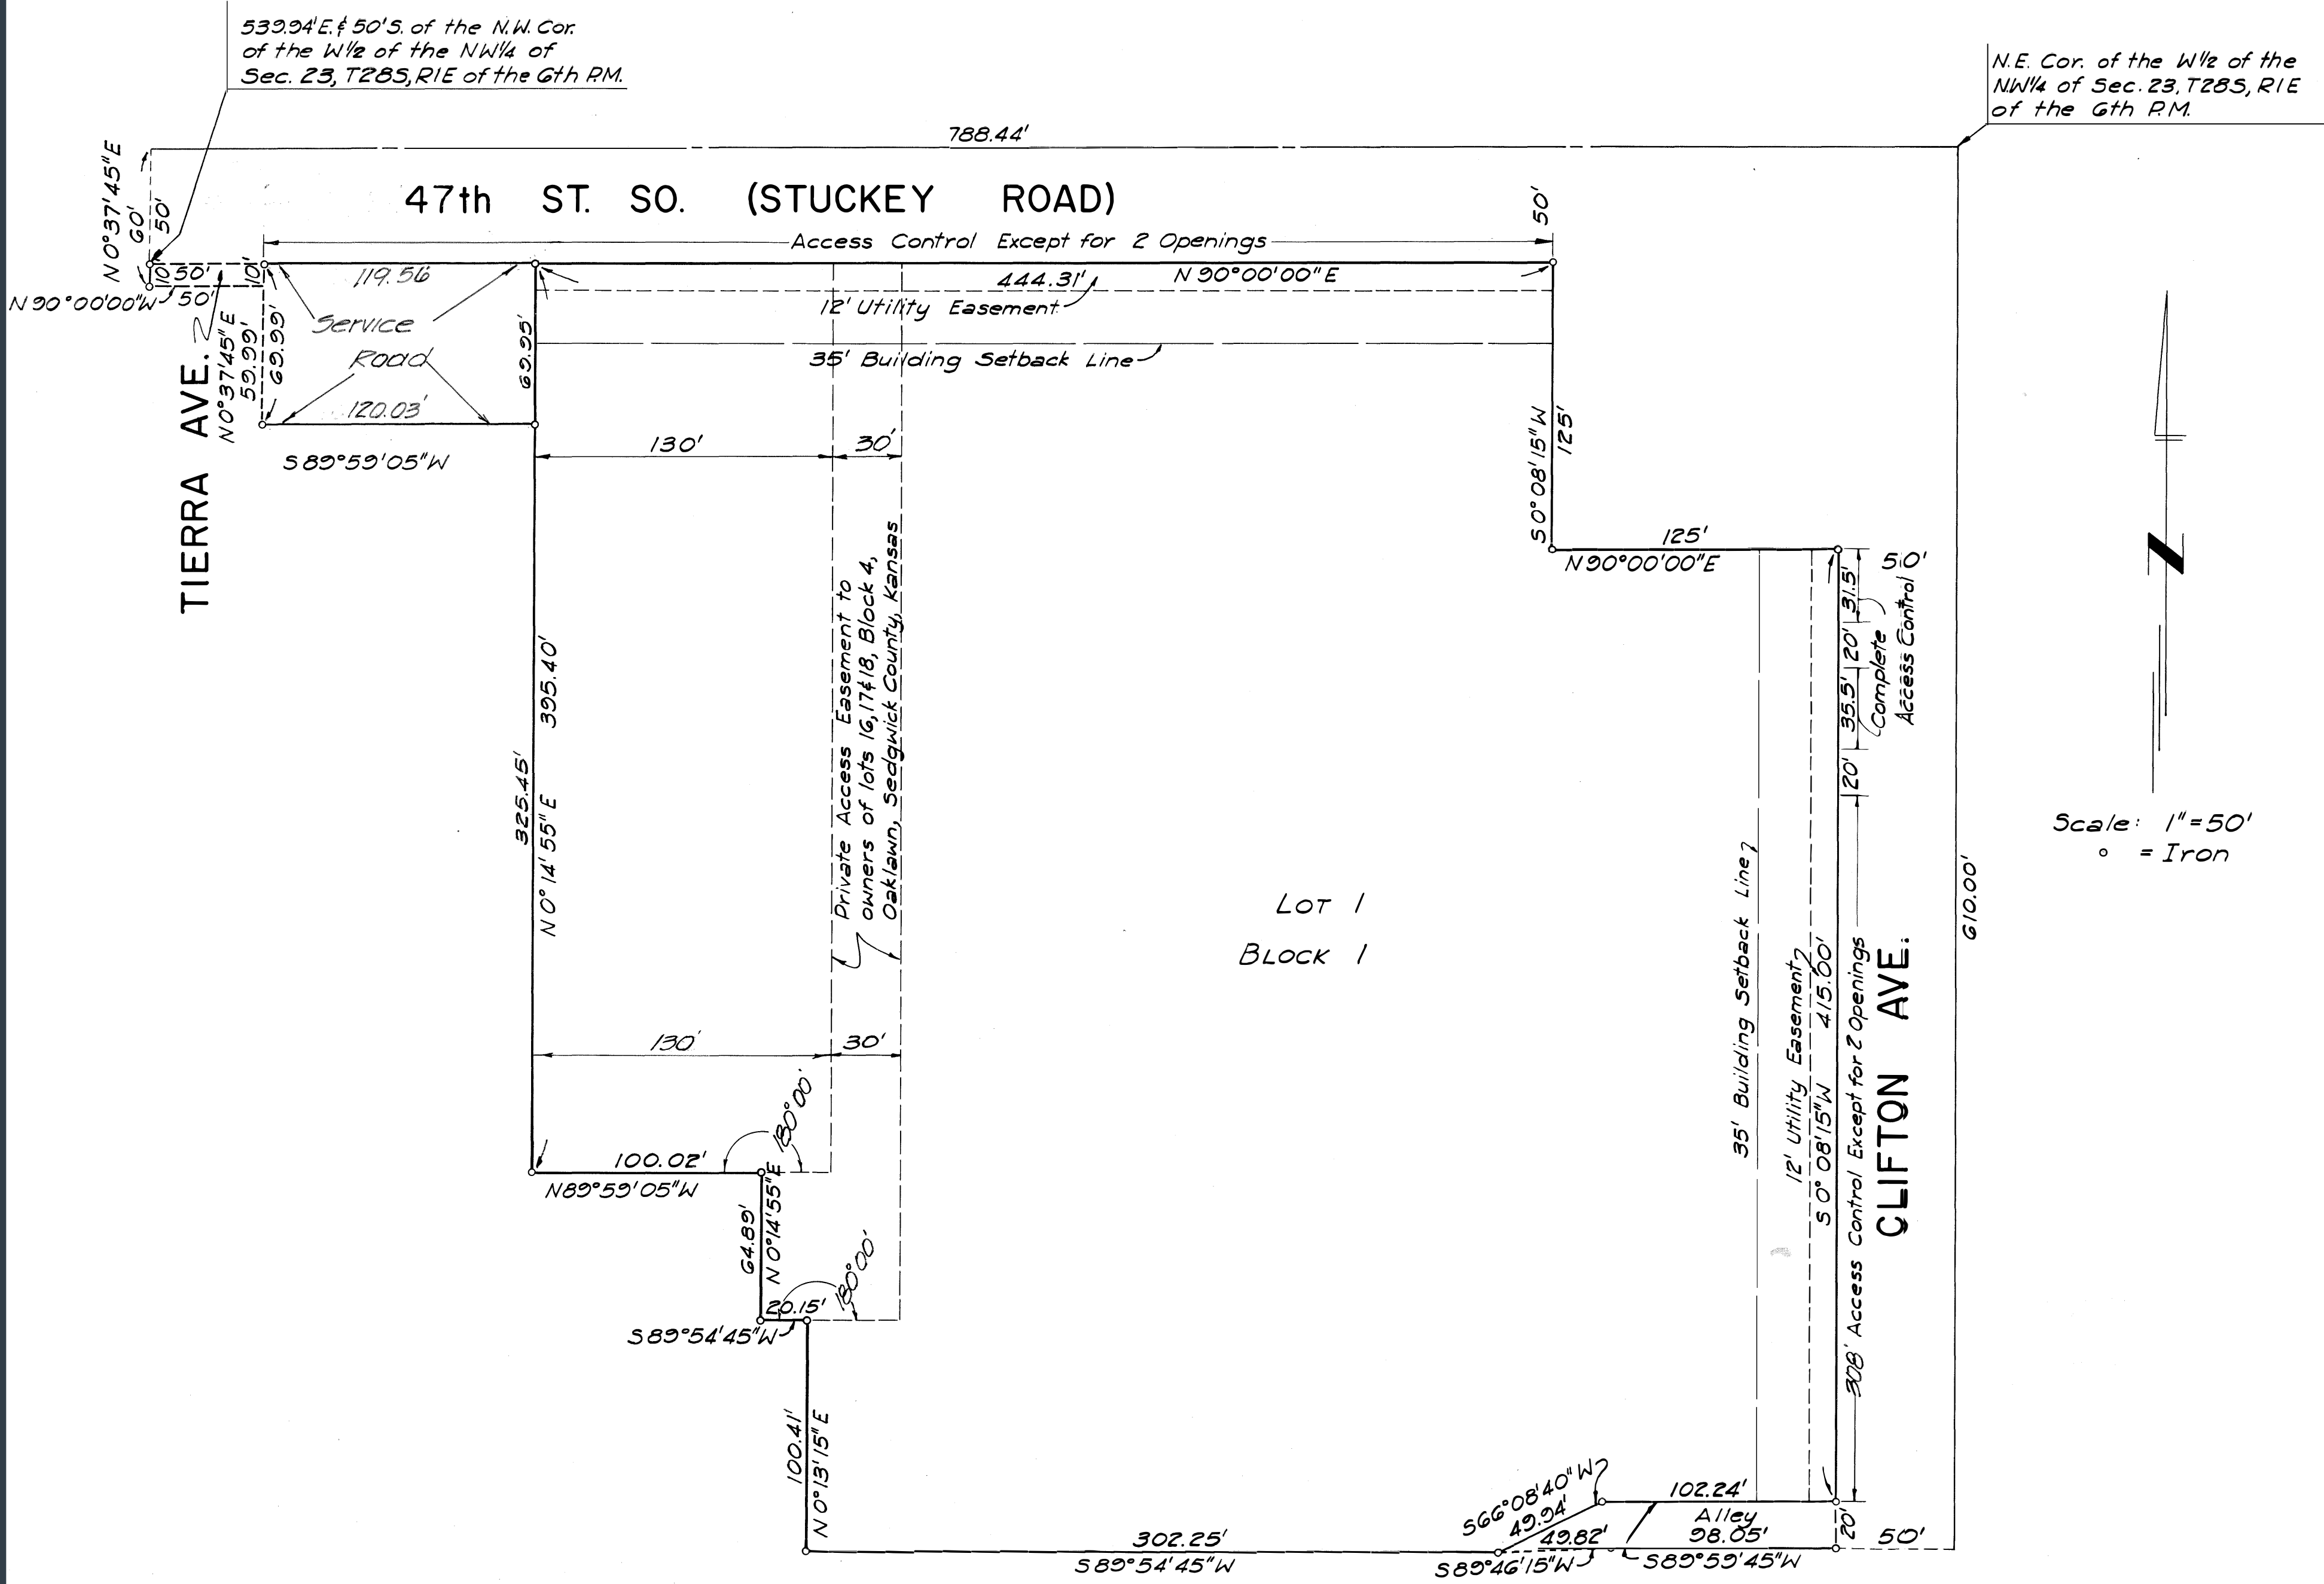 539.94'E.& 50'S. of the N.W. Cor.
of the W½ of the NW¼ of
Sec. 23, T28S, R1E of the 6th P.M.
N.E. Cor. of the W½ of the
NW¼ of Sec. 23, T28S, R1E
of the 6th P.M.
788.44'
47th ST. SO. (STUCKEY ROAD)
50'
Access Control Except for 2 Openings
N 0°37'45" E
60'
50'
10'
50'
10'
N 90°00'00" W
50'
119.56
444.31'
N 90°00'00" E
12' Utility Easement
Service
Road
35' Building Setback Line
TIERRA AVE.
N 0°37'45" E
59.99'
69.99'
69.95'
120.03'
S 89°59'05" W
130'
30'
S 0°08'15" W
125'
125'
N 90°00'00" E
50'
31.5'
20'
35.5'
20'
Complete
Access Control
Private Access Easement to
owners of lots 16,17&18, Block 4,
Oaklawn, Sedgwick County, Kansas
395.40'
325.45'
N 0°14'55" E
Scale: 1"=50'
= Iron
LOT 1
BLOCK 1
610.00'
35' Building Setback Line
12' Utility Easement
S 0°08'15" W 415.00'
308' Access Control Except for 2 Openings
CLIFTON AVE.
130'
30'
180°00'
100.02'
N 89°59'05" W
64.89'
N 0°14'55" E
180°00'
20.15'
S 89°54'45" W
100.41'
N 0°13'15" E
S 66°08'40" W
49.94'
102.24'
Alley
20'
302.25'
49.82'
98.05'
50'
S 89°54'45" W
S 89°46'15" W
S 89°59'45" W